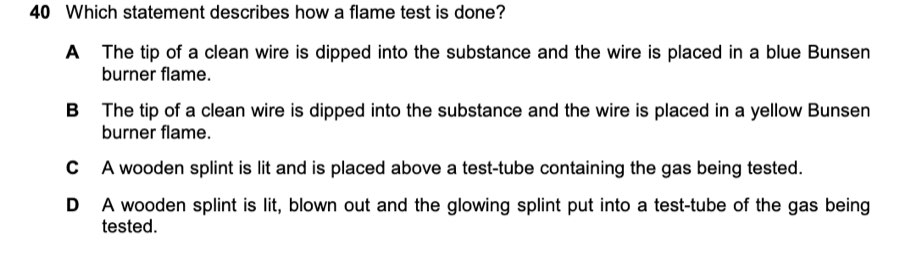 40 Which statement describes how a flame test is done?
A The tip of a clean wire is dipped into the substance and the wire is placed in a blue Bunsen
burner flame.
B The tip of a clean wire is dipped into the substance and the wire is placed in a yellow Bunsen
burner flame.
C A wooden splint is lit and is placed above a test-tube containing the gas being tested.
D A wooden splint is lit, blown out and the glowing splint put into a test-tube of the gas being
tested.